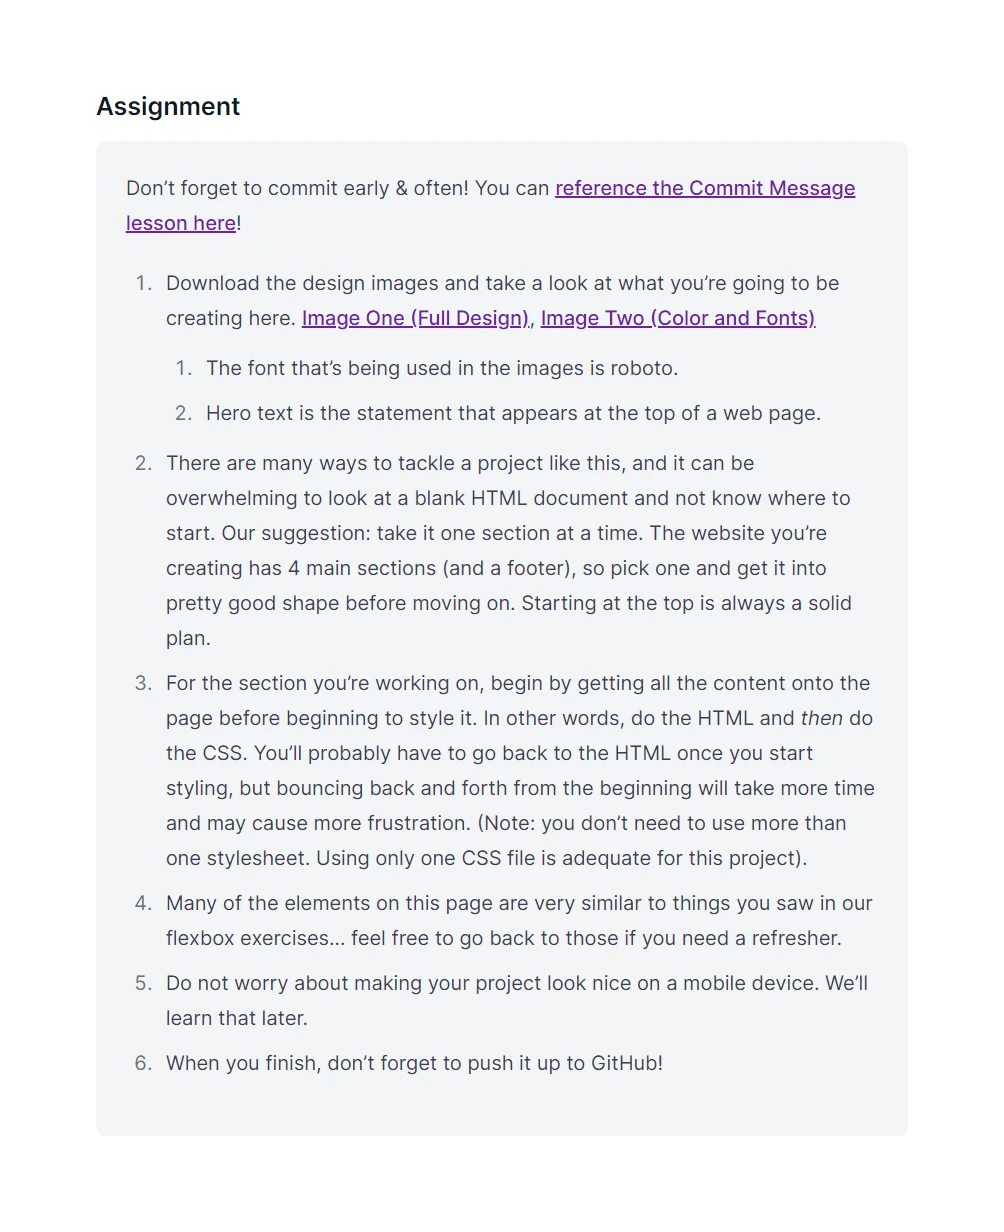 Assignment
Don’t forget to commit early & often! You can reference the Commit Message
lesson here!
1. Download the design images and take a look at what you’re going to be
creating here. Image One (Full Design), Image Two (Color and Fonts)
1. The font that’s being used in the images is roboto.
2. Hero text is the statement that appears at the top of a web page.
2. There are many ways to tackle a project like this, and it can be
overwhelming to look at a blank HTML document and not know where to
start. Our suggestion: take it one section at a time. The website you’re
creating has 4 main sections (and a footer), so pick one and get it into
pretty good shape before moving on. Starting at the top is always a solid
plan.
3. For the section you’re working on, begin by getting all the content onto the
page before beginning to style it. In other words, do the HTML and then do
the CSS. You’ll probably have to go back to the HTML once you start
styling, but bouncing back and forth from the beginning will take more time
and may cause more frustration. (Note: you don’t need to use more than
one stylesheet. Using only one CSS file is adequate for this project).
4. Many of the elements on this page are very similar to things you saw in our
flexbox exercises… feel free to go back to those if you need a refresher.
5. Do not worry about making your project look nice on a mobile device. We’ll
learn that later.
6. When you finish, don’t forget to push it up to GitHub!